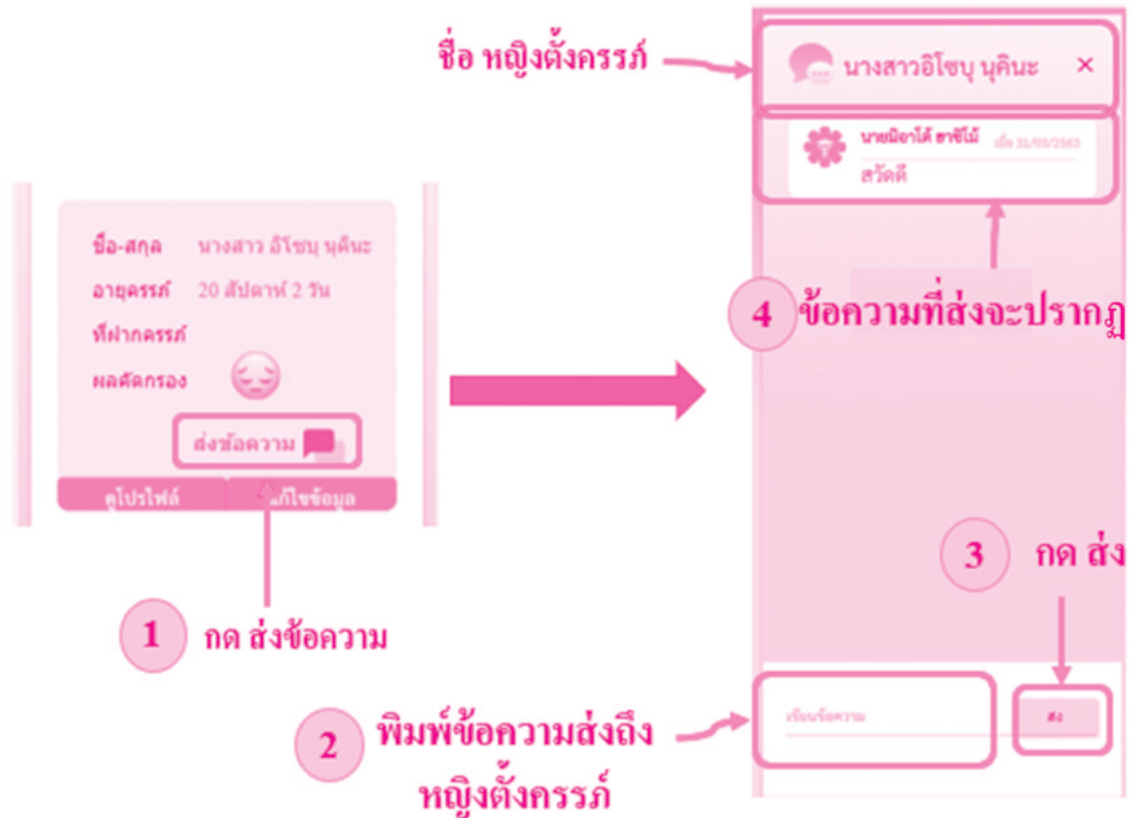 ชื่อ หญิงตั้งครรภ์
นางสาวอิโซบุ นุคินะ ×
นายมิอาโต้ ฮาชิโม้ เมื่อ 31/03/2563
สวัสดี
ชื่อ-สกุล นางสาว อิโซบุ นุคินะ
อายุครรภ์ 20 สัปดาห์ 2 วัน
ที่ฝากครรภ์
ผลคัดกรอง
ส่งข้อความ
ดูโปรไฟล์ แก้ไขข้อมูล
4 ข้อความที่ส่งจะปรากฏ
3 กด ส่ง
1 กด ส่งข้อความ
2 พิมพ์ข้อความส่งถึง
หญิงตั้งครรภ์
เขียนข้อความ
ส่ง